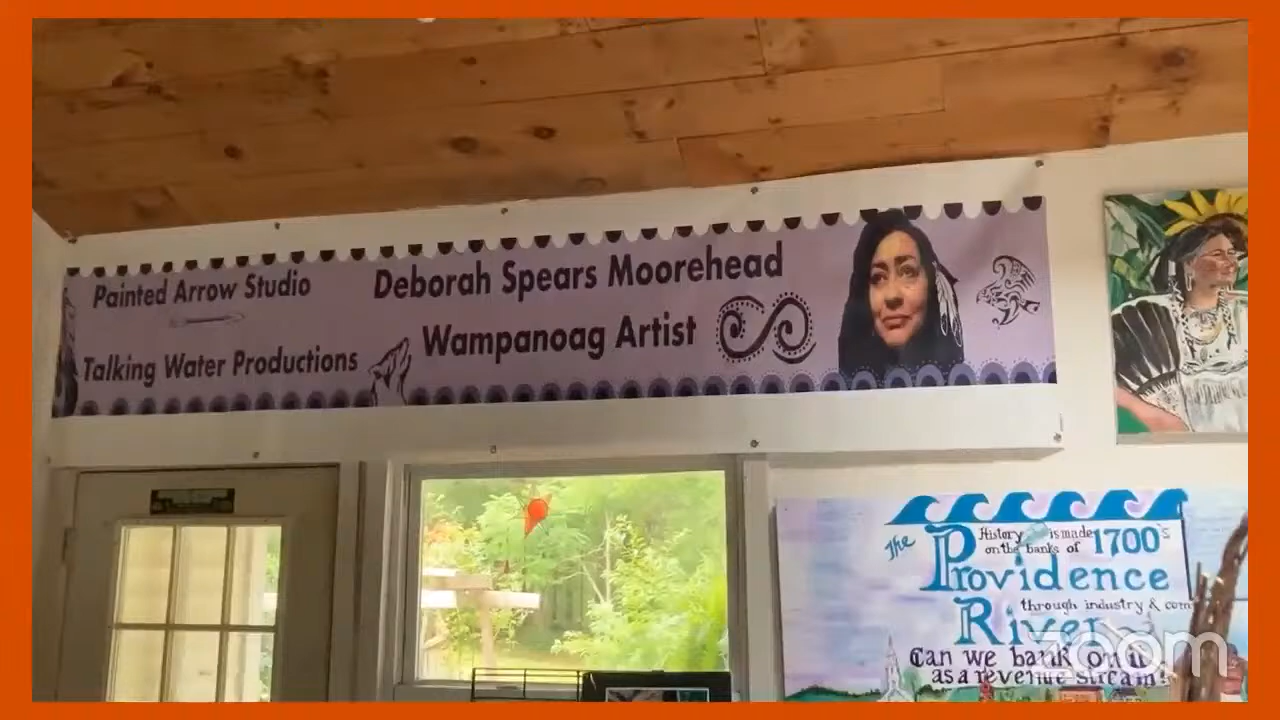 Painted Arrow Studio
Talking Water Productions
Deborah Spears Moorehead
Wampanoag Artist
History is made
on the banks of 1700's
The Providence
River through industry &
Can we bank on it
as a revenue stream?
zoom